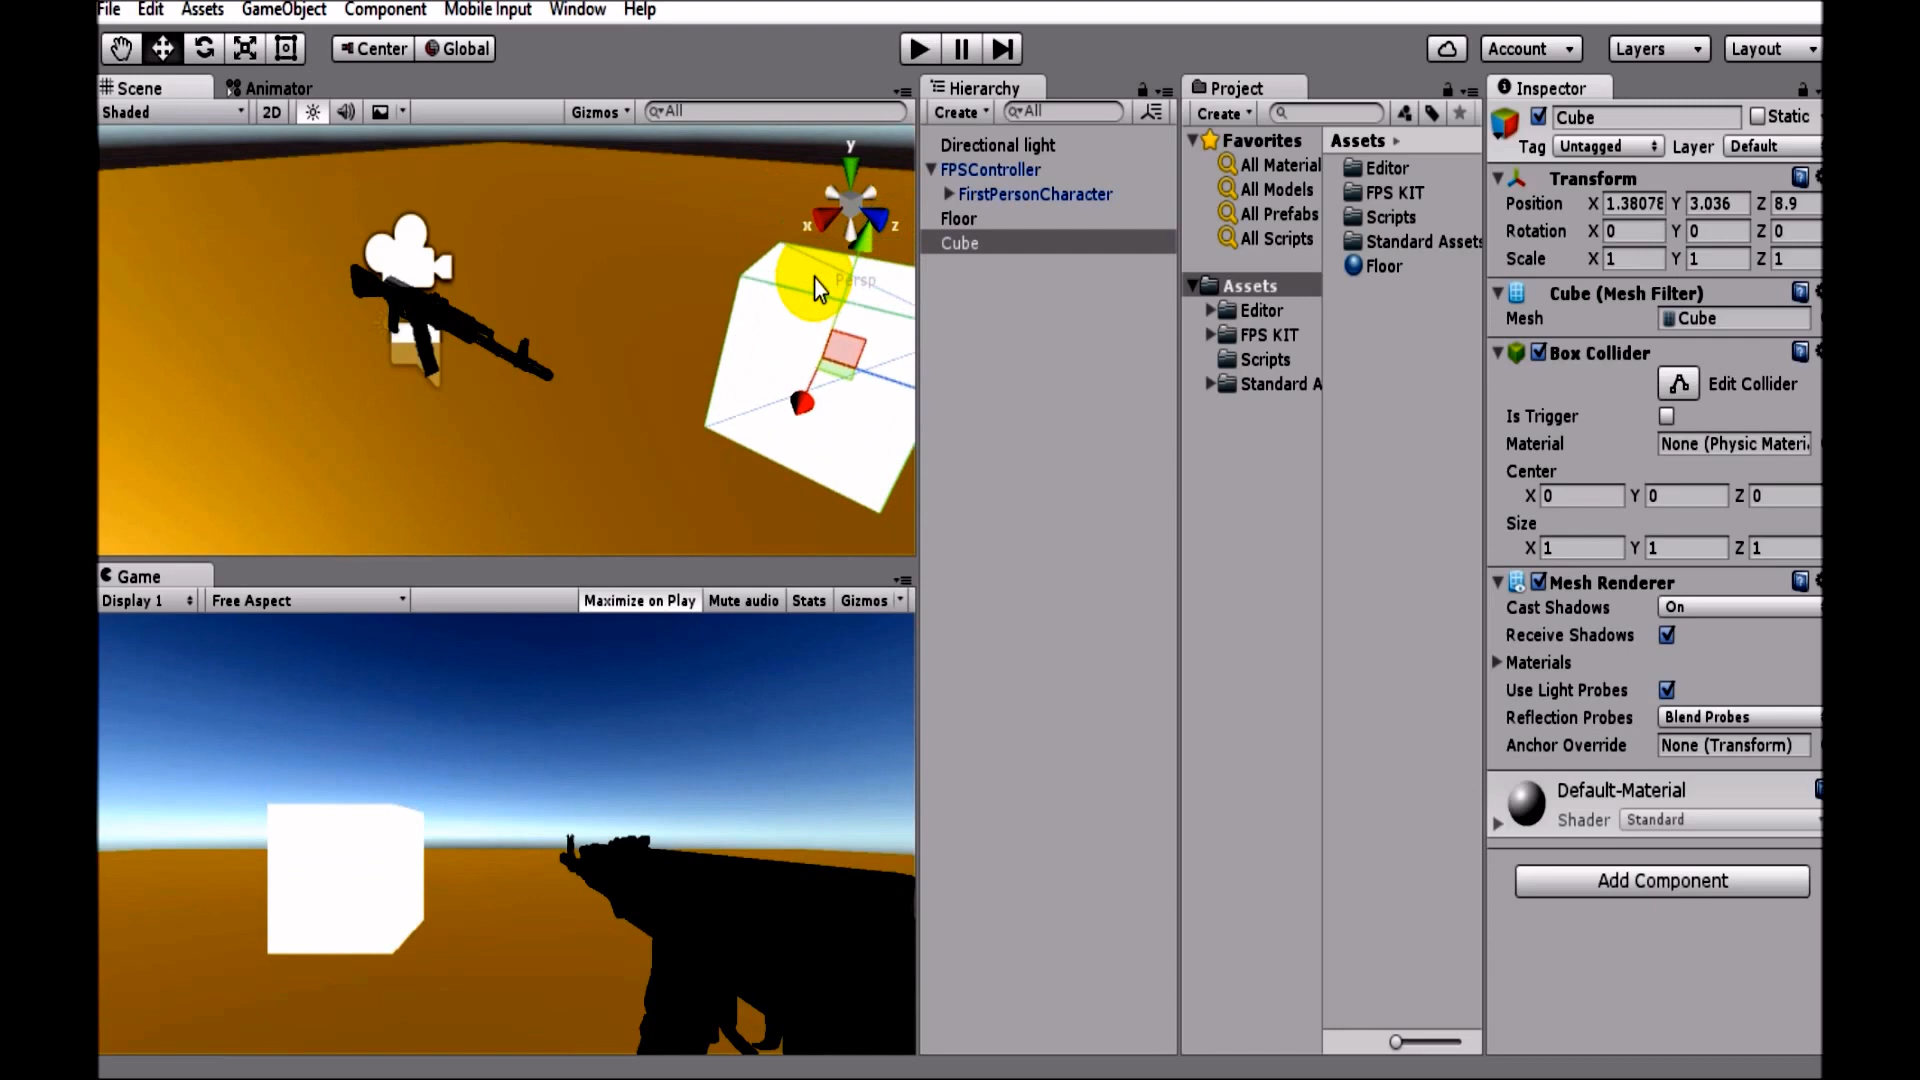 File Edit Assets GameObject Component Mobile Input Window Help
Center Global Account Layers Layout
Scene Animator
Shaded 2D Gizmos All
y
x z
Persp
Game
Display 1 Free Aspect Maximize on Play Mute audio Stats Gizmos
Hierarchy
Create All
Directional light
FPSController
FirstPersonCharacter
Floor
Cube
Project
Create
Favorites
All Material
All Models
All Prefabs
All Scripts
Assets
Editor
FPS KIT
Scripts
Standard A
Assets
Editor
FPS KIT
Scripts
Standard Assets
Floor
Inspector
Cube Static
Tag Untagged Layer Default
Transform
Position X 1.38078 Y 3.036 Z 8.9
Rotation X 0 Y 0 Z 0
Scale X 1 Y 1 Z 1
Cube (Mesh Filter)
Mesh Cube
Box Collider
Edit Collider
Is Trigger
Material None (Physic Materi
Center
X 0 Y 0 Z 0
Size
X 1 Y 1 Z 1
Mesh Renderer
Cast Shadows On
Receive Shadows
Materials
Use Light Probes
Reflection Probes Blend Probes
Anchor Override None (Transform)
Default-Material
Shader Standard
Add Component